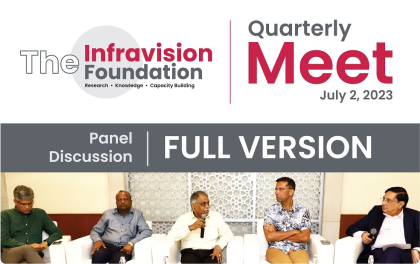 The Infravision
Foundation
Research • Knowledge • Capacity Building
Quarterly
Meet
July 2, 2023
Panel
Discussion
FULL VERSION